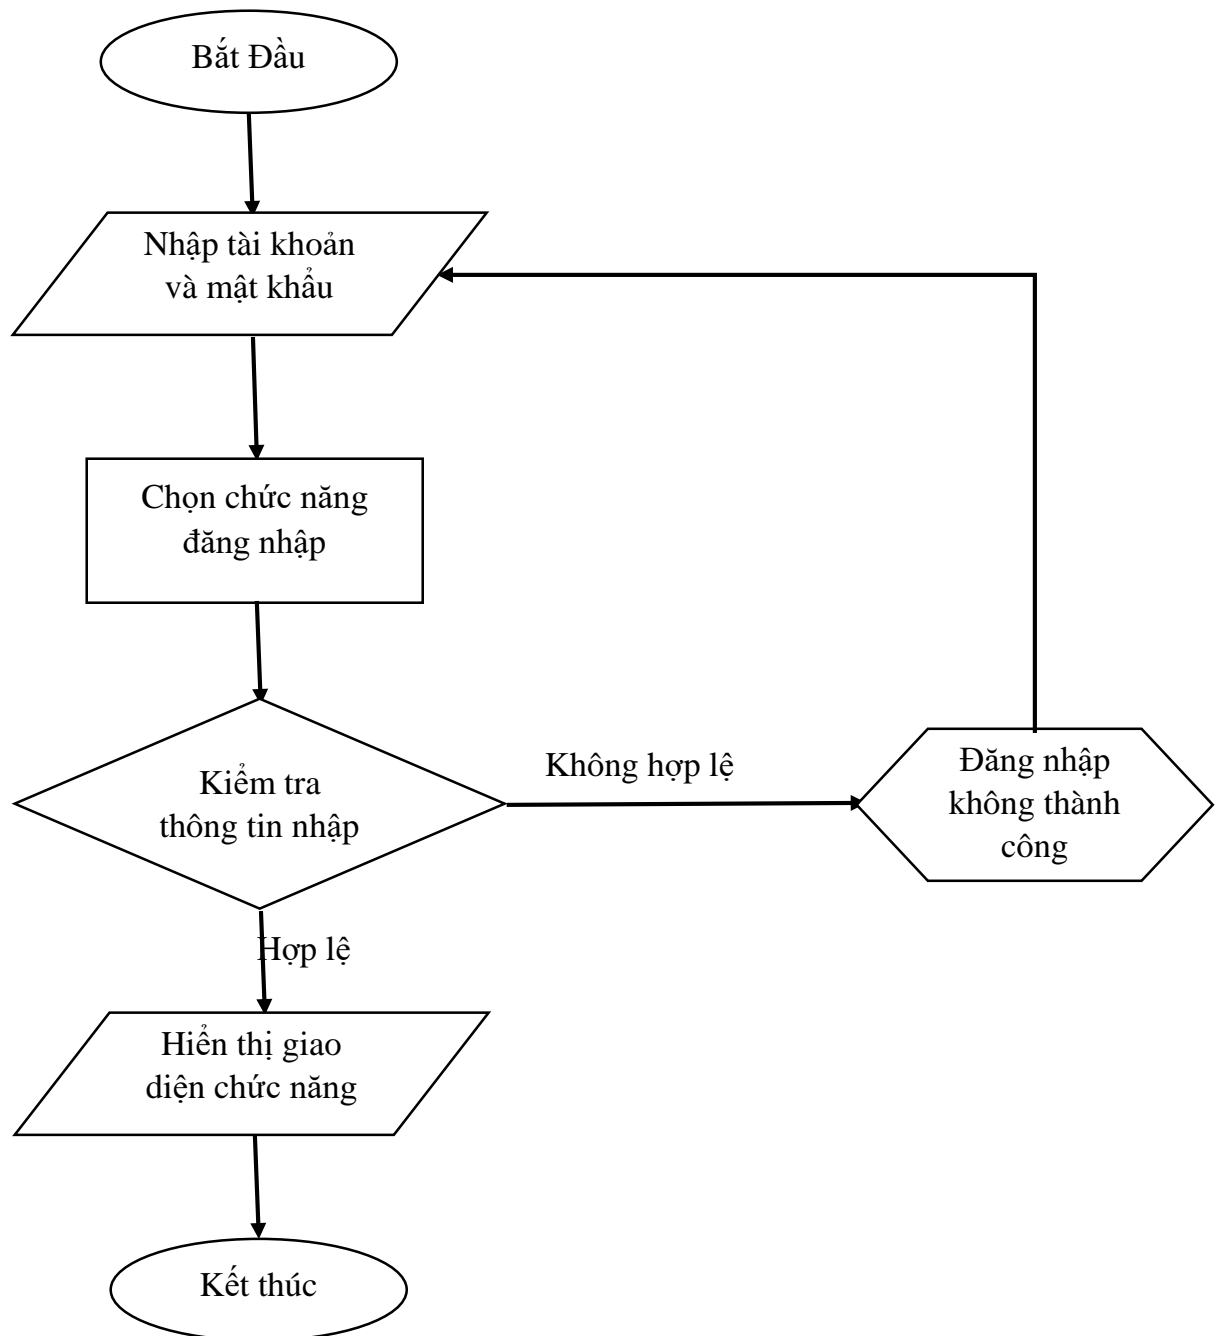 Bắt Đầu
Nhập tài khoản
và mật khẩu
Chọn chức năng
đăng nhập
Kiểm tra
thông tin nhập
Không hợp lệ
Đăng nhập
không thành
công
Hợp lệ
Hiển thị giao
diện chức năng
Kết thúc